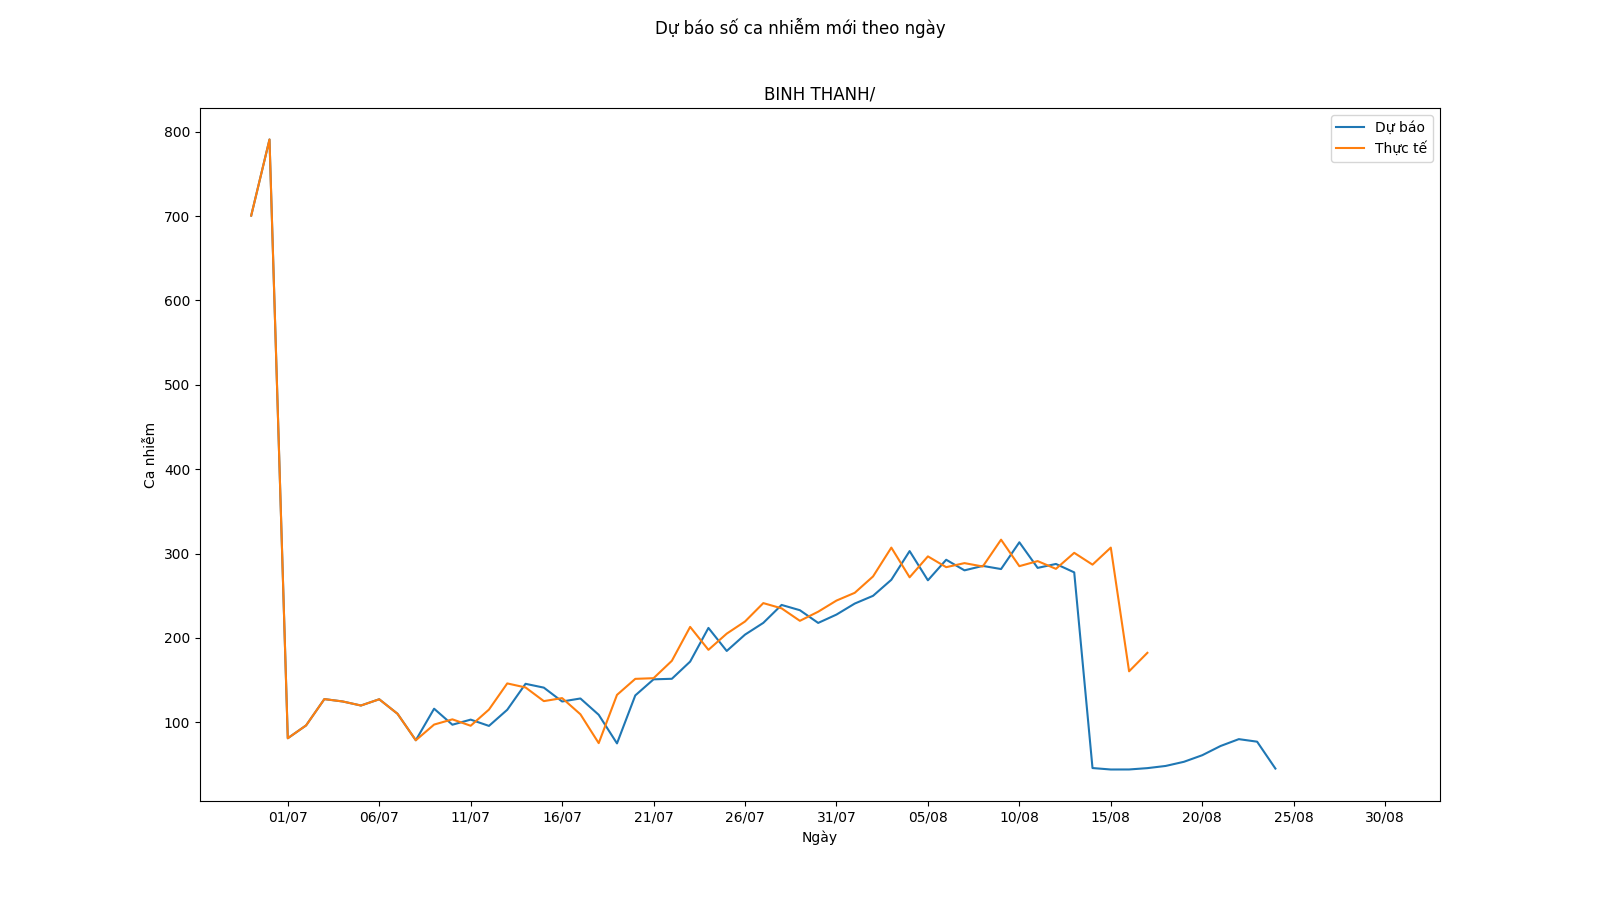 Dự báo số ca nhiễm mới theo ngày
BINH THANH/
Dự báo
Thực tế
800
700
600
500
400
300
200
100
Ca nhiễm
01/07 06/07 11/07 16/07 21/07 26/07 31/07 05/08 10/08 15/08 20/08 25/08 30/08
Ngày